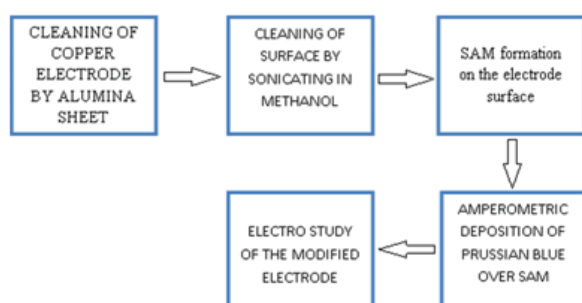 CLEANING OF
COPPER
ELECTRODE
BY ALUMINA
SHEET
CLEANING OF
SURFACE BY
SONICATING IN
METHANOL
SAM formation
on the electrode
surface
AMPEROMETRIC
DEPOSITION OF
PRUSSIAN BLUE
OVER SAM
ELECTRO STUDY
OF THE MODIFIED
ELECTRODE